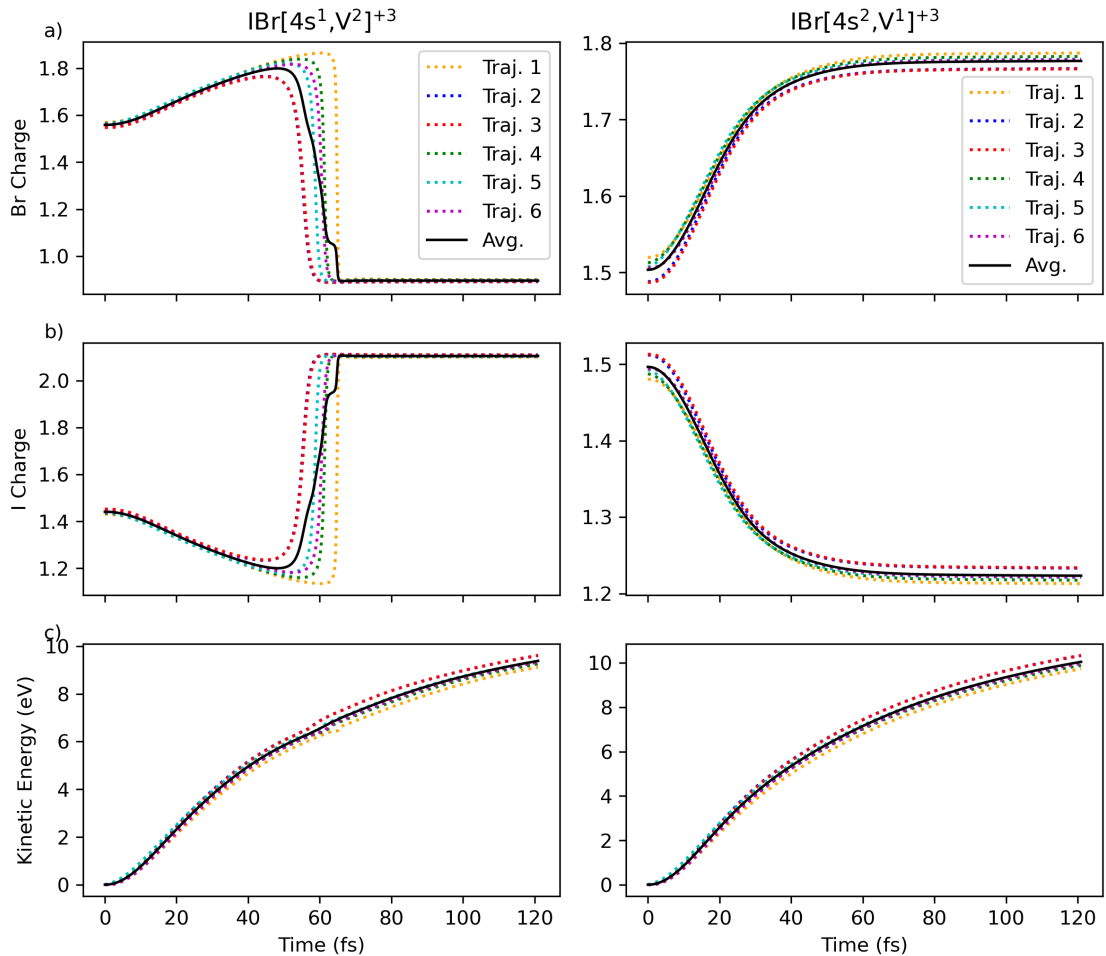 IBr[4s¹,V²]⁺³
IBr[4s²,V¹]⁺³
a)
Br Charge
1.8
1.6
1.4
1.2
1.0
Traj. 1
Traj. 2
Traj. 3
Traj. 4
Traj. 5
Traj. 6
Avg.
1.8
1.7
1.6
1.5
Traj. 1
Traj. 2
Traj. 3
Traj. 4
Traj. 5
Traj. 6
Avg.
b)
I Charge
2.0
1.8
1.6
1.4
1.2
1.5
1.4
1.3
1.2
c)
Kinetic Energy (eV)
10
8
6
4
2
0
0 20 40 60 80 100 120
Time (fs)
10
8
6
4
2
0
0 20 40 60 80 100 120
Time (fs)